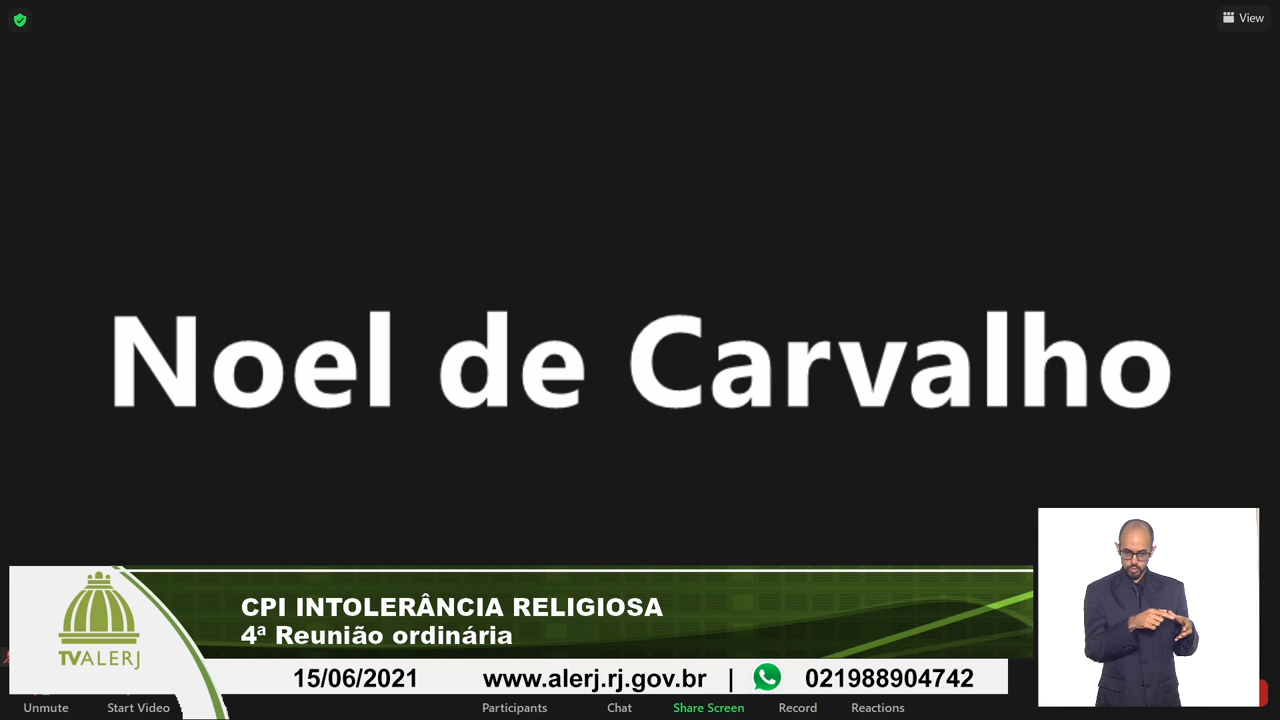 View
Noel de Carvalho
CPI INTOLERÂNCIA RELIGIOSA
4ª Reunião ordinária
TVALERJ
15/06/2021 www.alerj.rj.gov.br | 021988904742
Unmute Start Video Participants Chat Share Screen Record Reactions